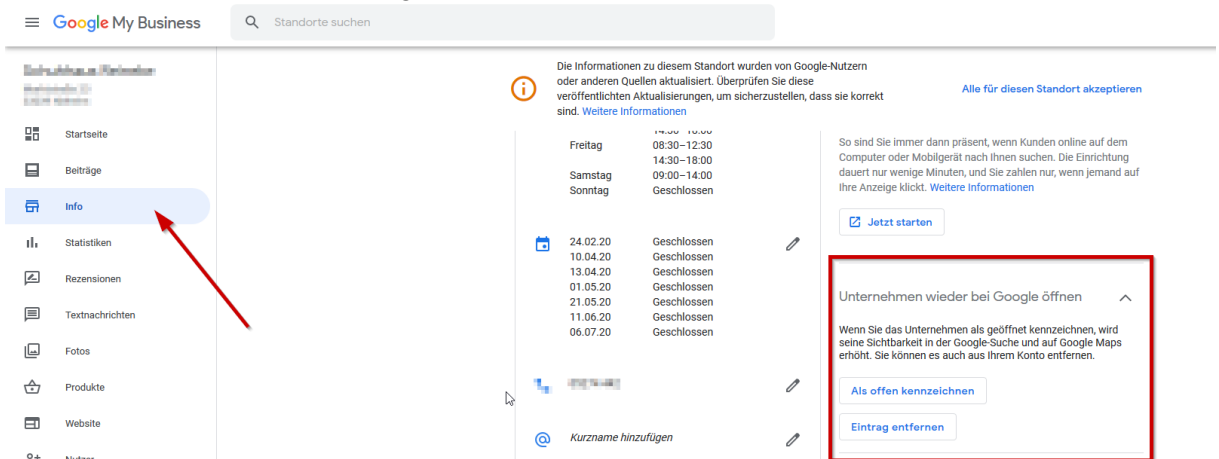 Google My Business
Standorte suchen
Startseite
Beiträge
Info
Statistiken
Rezensionen
Textnachrichten
Fotos
Produkte
Website
Nutzer
Die Informationen zu diesem Standort wurden von Google-Nutzern
oder anderen Quellen aktualisiert. Überprüfen Sie diese
veröffentlichten Aktualisierungen, um sicherzustellen, dass sie korrekt
sind. Weitere Informationen
Alle für diesen Standort akzeptieren
14:30–18:00
Freitag 08:30–12:30
14:30–18:00
Samstag 09:00–14:00
Sonntag Geschlossen
24.02.20 Geschlossen
10.04.20 Geschlossen
13.04.20 Geschlossen
01.05.20 Geschlossen
21.05.20 Geschlossen
11.06.20 Geschlossen
06.07.20 Geschlossen
Kurzname hinzufügen
So sind Sie immer dann präsent, wenn Kunden online auf dem
Computer oder Mobilgerät nach Ihnen suchen. Die Einrichtung
dauert nur wenige Minuten, und Sie zahlen nur, wenn jemand auf
Ihre Anzeige klickt. Weitere Informationen
Jetzt starten
Unternehmen wieder bei Google öffnen
Wenn Sie das Unternehmen als geöffnet kennzeichnen, wird
seine Sichtbarkeit in der Google-Suche und auf Google Maps
erhöht. Sie können es auch aus Ihrem Konto entfernen.
Als offen kennzeichnen
Eintrag entfernen